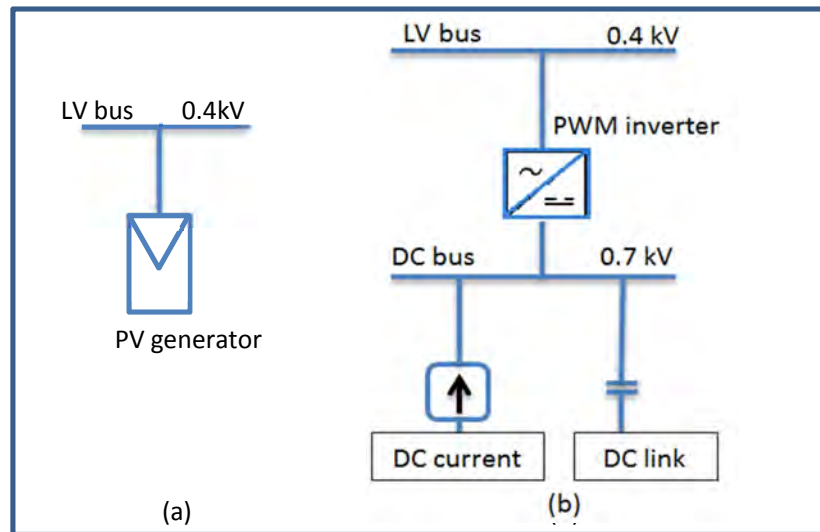 LV bus 0.4kV
PV generator
(a)
LV bus 0.4 kV
PWM inverter
DC bus 0.7 kV
DC current
DC link
(b)